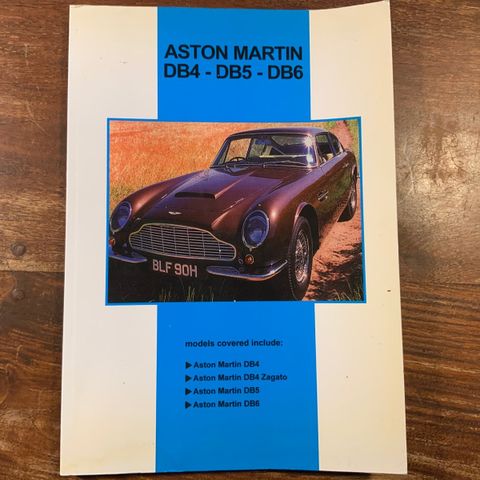 ASTON MARTIN
DB4 - DB5 - DB6
BLF 90H
models covered include:
▶ Aston Martin DB4
▶ Aston Martin DB4 Zagato
▶ Aston Martin DB5
▶ Aston Martin DB6